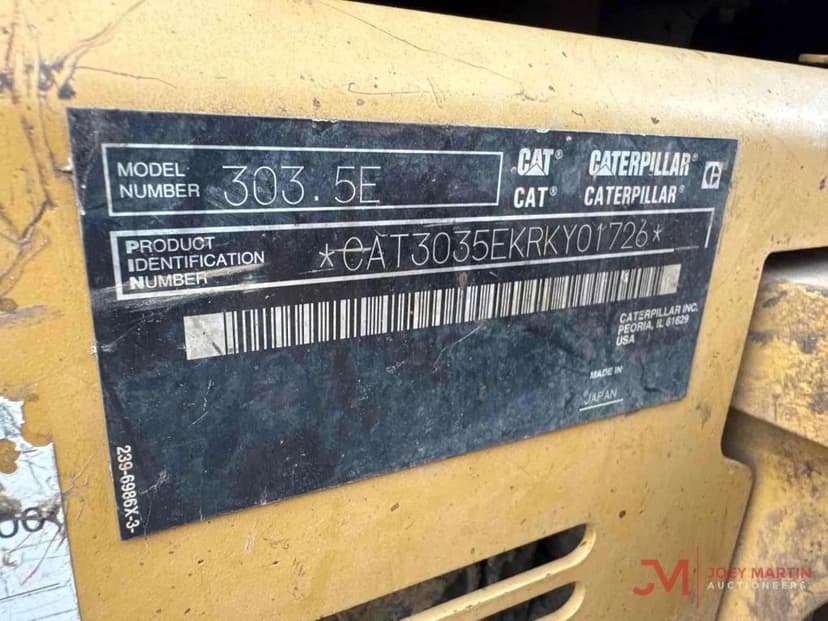 MODEL NUMBER 303.5E
CAT® CATERPILLAR®
CAT® CATERPILLAR®
PRODUCT IDENTIFICATION NUMBER *CAT3035EKRKY01726*
CATERPILLAR INC.
PEORIA, IL 61629
USA
MADE IN
JAPAN
239-6986X-3-
JM JOEY MARTIN
AUCTIONEERS